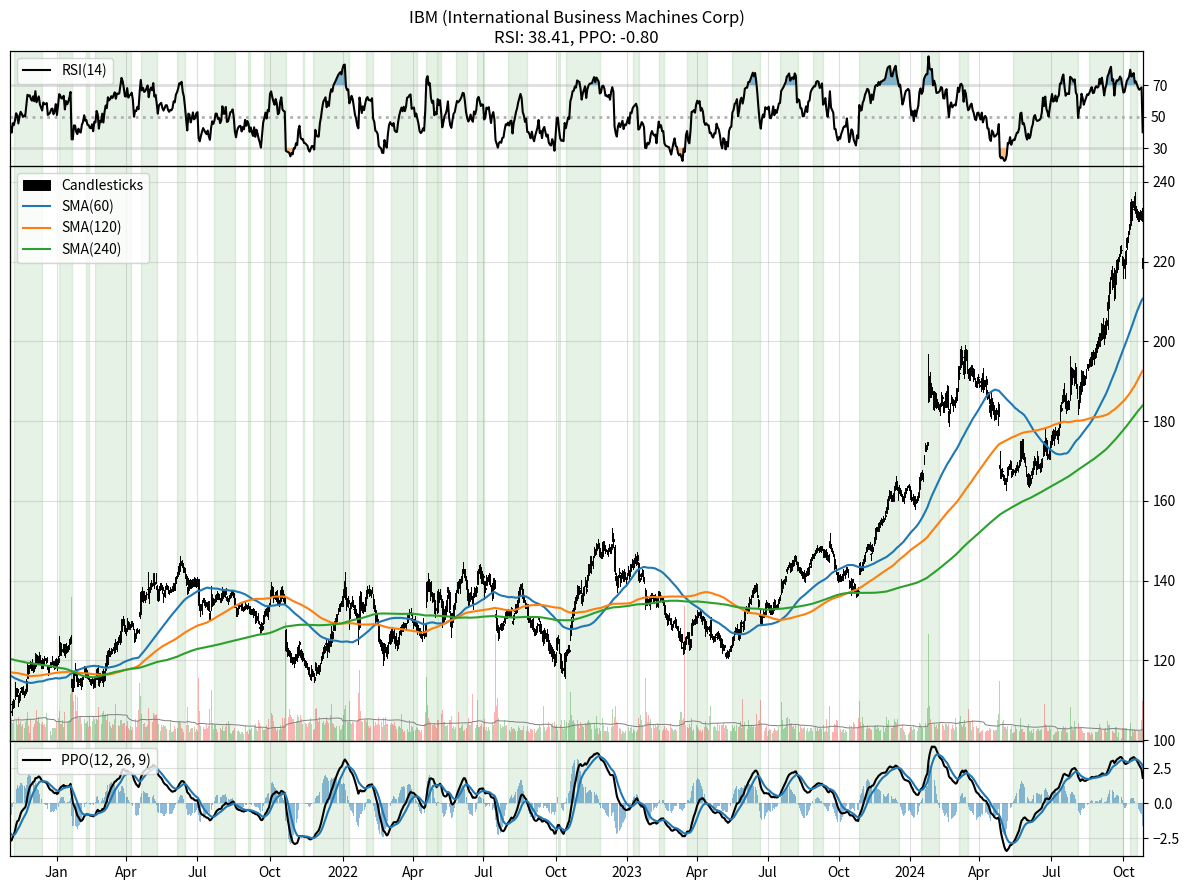 IBM (International Business Machines Corp)
RSI: 38.41, PPO: -0.80
RSI(14)
70
50
30
Candlesticks
SMA(60)
SMA(120)
SMA(240)
240
220
200
180
160
140
120
100
PPO(12, 26, 9)
2.5
0.0
−2.5
Jan Apr Jul Oct 2022 Apr Jul Oct 2023 Apr Jul Oct 2024 Apr Jul Oct